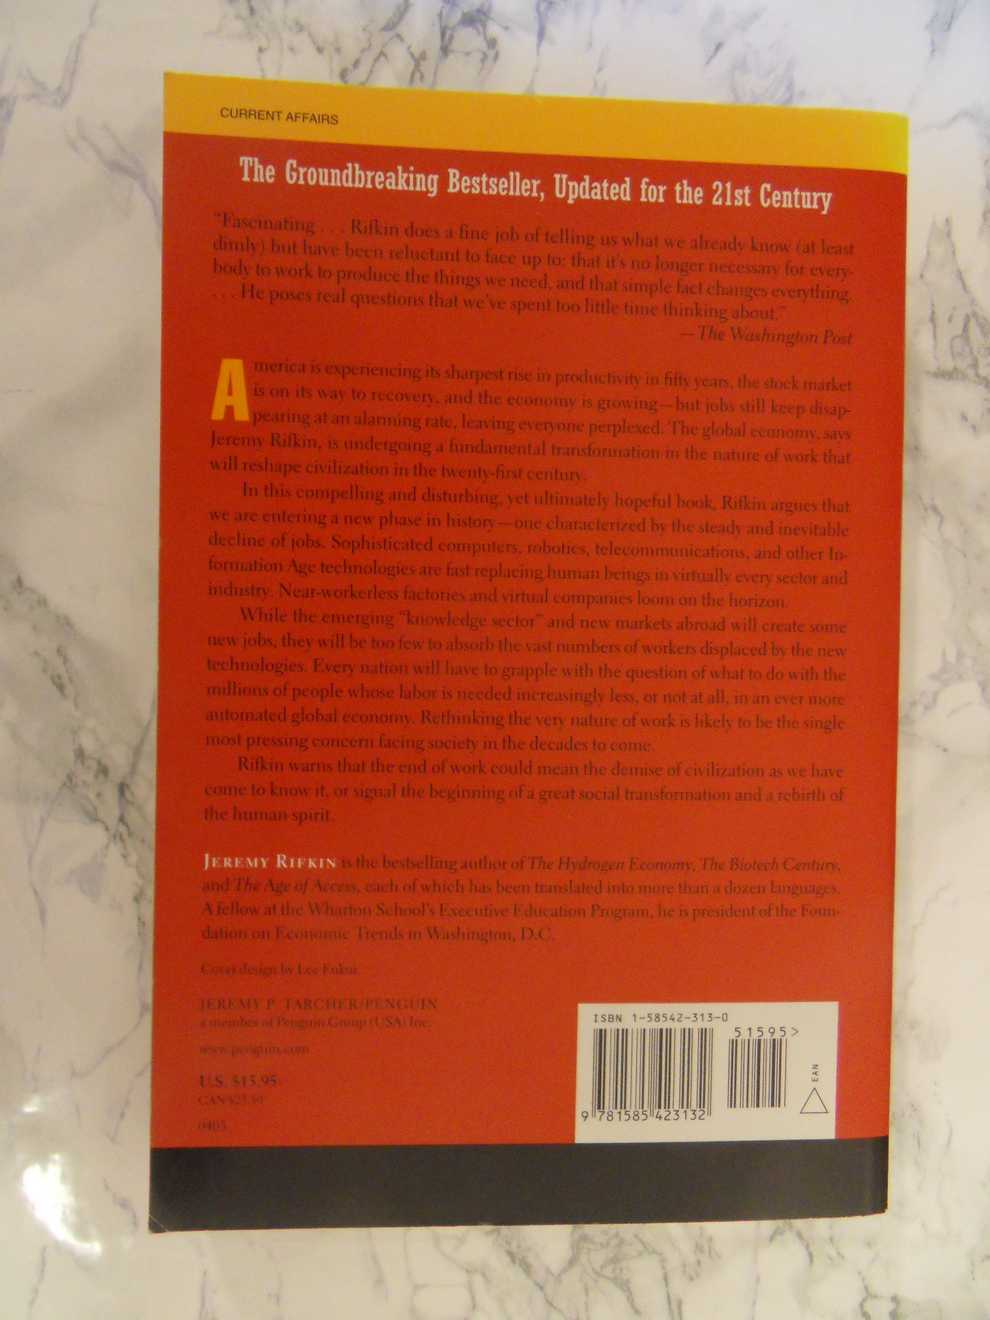 CURRENT AFFAIRS
The Groundbreaking Bestseller, Updated for the 21st Century
"Fascinating . . . Rifkin does a fine job of telling us what we already know (at least
dimly) but have been reluctant to face up to: that it's no longer necessary for every-
body to work to produce the things we need, and that simple fact changes everything.
. . . He poses real questions that we've spent too little time thinking about."
—The Washington Post
America is experiencing its sharpest rise in productivity in fifty years, the stock market
is on its way to recovery, and the economy is growing—but jobs still keep disap-
pearing at an alarming rate, leaving everyone perplexed. The global economy, says
Jeremy Rifkin, is undergoing a fundamental transformation in the nature of work that
will reshape civilization in the twenty-first century.
In this compelling and disturbing, yet ultimately hopeful book, Rifkin argues that
we are entering a new phase in history—one characterized by the steady and inevitable
decline of jobs. Sophisticated computers, robotics, telecommunications, and other In-
formation Age technologies are fast replacing human beings in virtually every sector and
industry. Near-workerless factories and virtual companies loom on the horizon.
While the emerging "knowledge sector" and new markets abroad will create some
new jobs, they will be too few to absorb the vast numbers of workers displaced by the new
technologies. Every nation will have to grapple with the question of what to do with the
millions of people whose labor is needed increasingly less, or not at all, in an ever more
automated global economy. Rethinking the very nature of work is likely to be the single
most pressing concern facing society in the decades to come.
Rifkin warns that the end of work could mean the demise of civilization as we have
come to know it, or signal the beginning of a great social transformation and a rebirth of
the human spirit.
JEREMY RIFKIN is the bestselling author of The Hydrogen Economy, The Biotech Century,
and The Age of Access, each of which has been translated into more than a dozen languages.
A fellow at the Wharton School's Executive Education Program, he is president of the Foun-
dation on Economic Trends in Washington, D.C.
Cover design by Lee Fukui
JEREMY P. TARCHER/PENGUIN
a member of Penguin Group (USA) Inc.
www.penguin.com
U.S. $15.95
CAN $23.50
0403
ISBN 1-58542-313-0
51595>
EAN
9 781585 423132